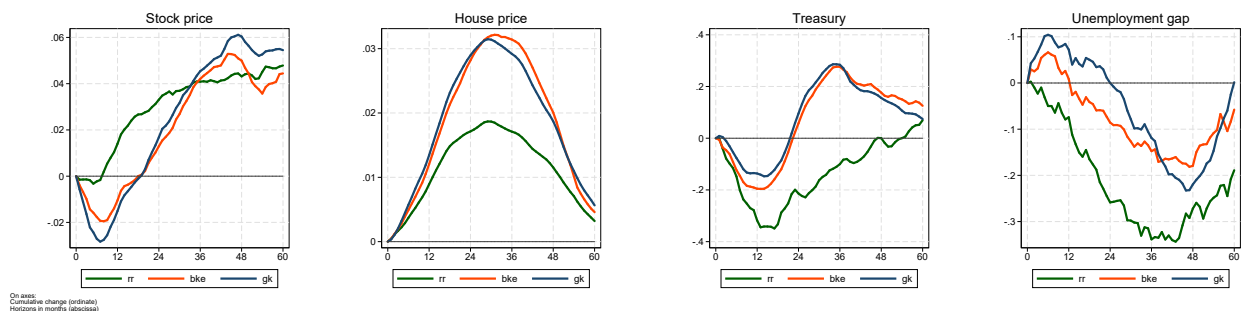 Stock price
House price
Treasury
Unemployment gap
.06
.04
.02
0
-.02
0 12 24 36 48 60
rr bke gk
.03
.02
.01
0
0 12 24 36 48 60
rr bke gk
.4
.2
0
-.2
-.4
0 12 24 36 48 60
rr bke gk
.1
0
-.1
-.2
-.3
0 12 24 36 48 60
rr bke gk
On axes:
Cumulative change (ordinate)
Horizons in months (abscissa)